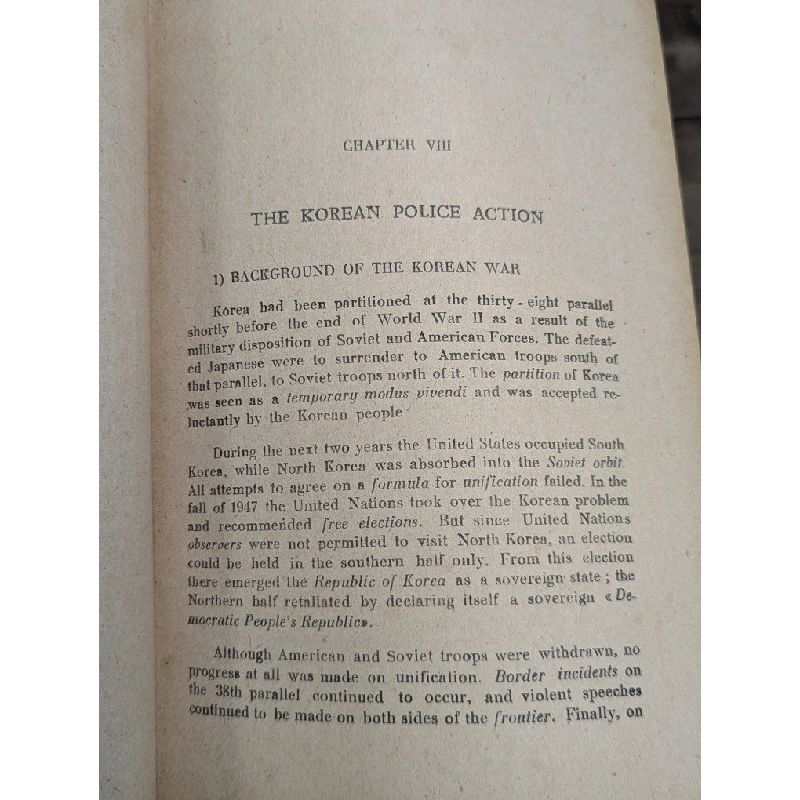 CHAPTER VIII
THE KOREAN POLICE ACTION
1) BACKGROUND OF THE KOREAN WAR
Korea had been partitioned at the thirty-eight parallel
shortly before the end of World War II as a result of the
military disposition of Soviet and American Forces. The defeat-
ed Japanese were to surrender to American troops south of
that parallel, to Soviet troops north of it. The partition of Korea
was seen as a temporary modus vivendi and was accepted re-
luctantly by the Korean people
During the next two years the United States occupied South
Korea, while North Korea was absorbed into the Soviet orbit.
All attempts to agree on a formula for unification failed. In the
fall of 1947 the United Nations took over the Korean problem
and recommended free elections. But since United Nations
observers were not permitted to visit North Korea, an election
could be held in the southern half only. From this election
there emerged the Republic of Korea as a sovereign state; the
Northern half retaliated by declaring itself a sovereign «De-
mocratic People's Republic».
Although American and Soviet troops were withdrawn, no
progress at all was made on unification. Border incidents on
the 38th parallel continued to occur, and violent speeches
continued to be made on both sides of the frontier. Finally, on